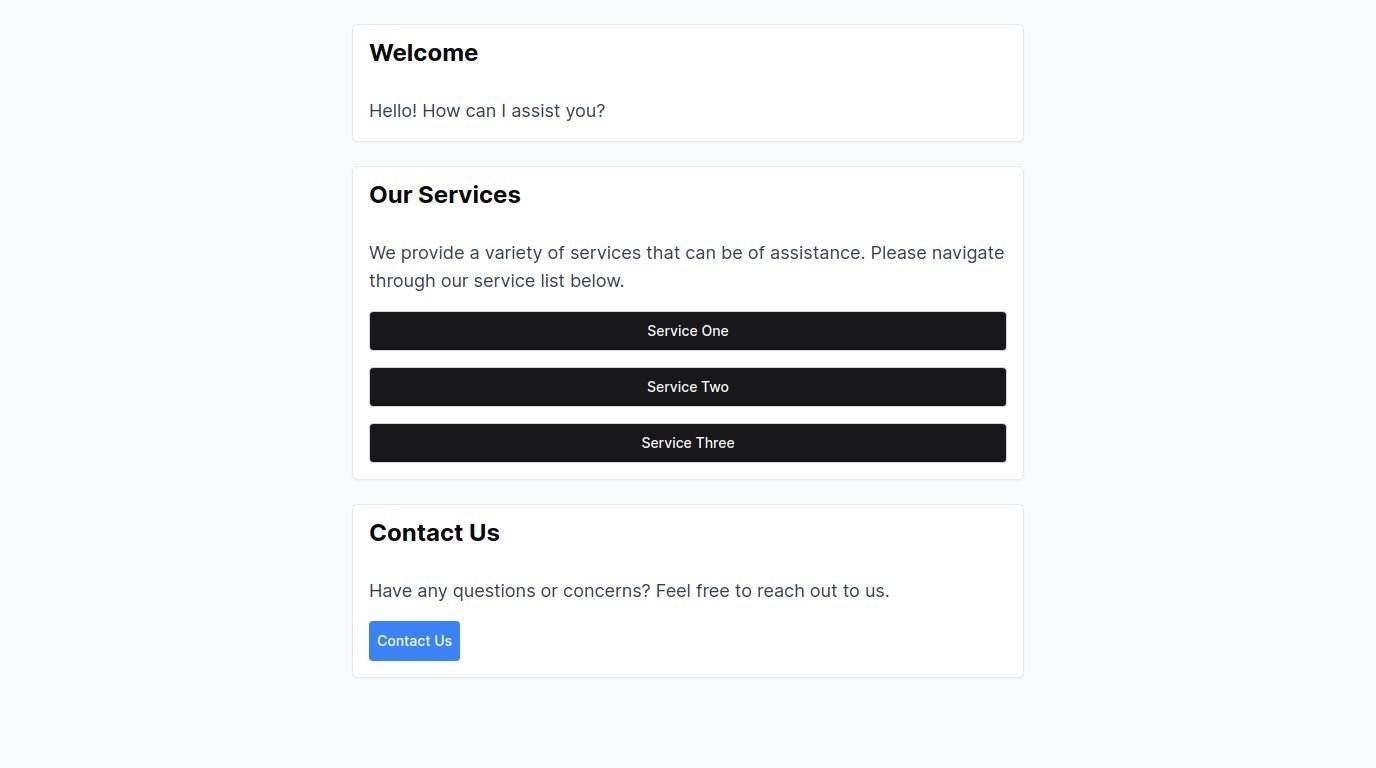 Welcome
Hello! How can I assist you?
Our Services
We provide a variety of services that can be of assistance. Please navigate
through our service list below.
Service One
Service Two
Service Three
Contact Us
Have any questions or concerns? Feel free to reach out to us.
Contact Us